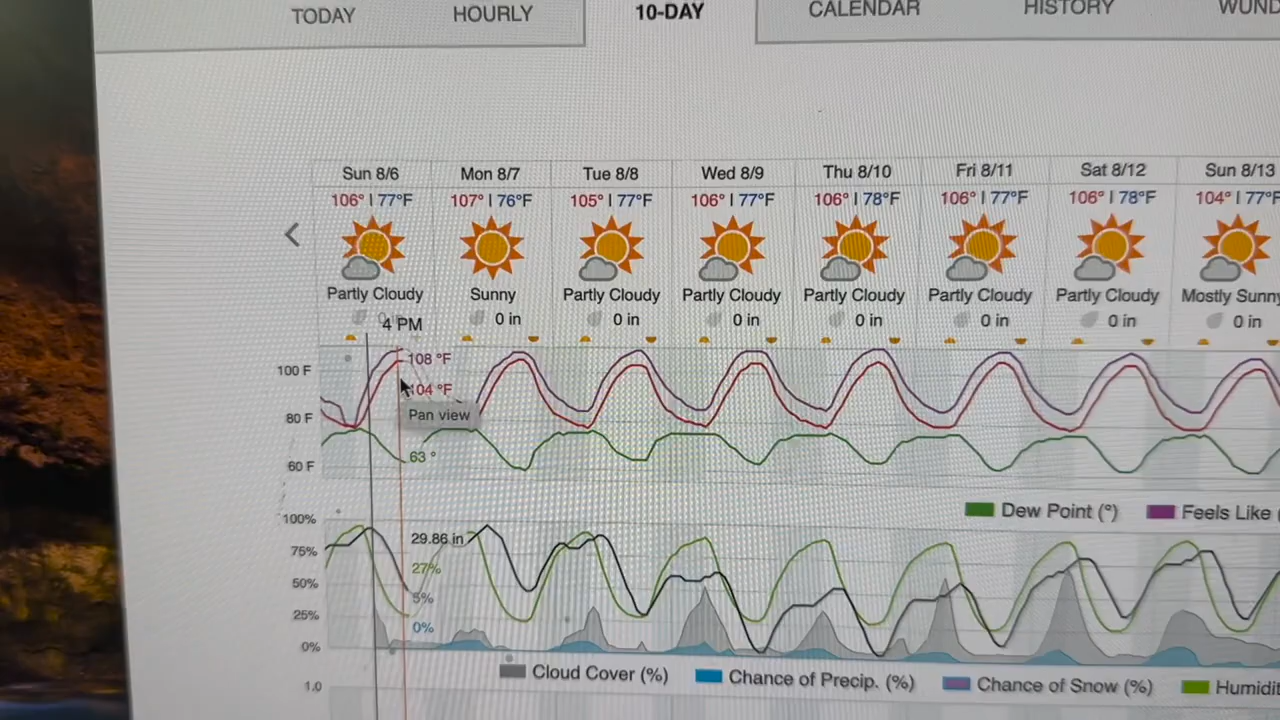 TODAY HOURLY 10-DAY CALENDAR HISTORY WUND
Sun 8/6 Mon 8/7 Tue 8/8 Wed 8/9 Thu 8/10 Fri 8/11 Sat 8/12 Sun 8/13
106° | 77°F 107° | 76°F 105° | 77°F 106° | 77°F 106° | 78°F 106° | 77°F 106° | 78°F 104° | 77°F
Partly Cloudy Sunny Partly Cloudy Partly Cloudy Partly Cloudy Partly Cloudy Partly Cloudy Mostly Sunny
0 in 0 in 0 in 0 in 0 in 0 in 0 in
4 PM
108 °F
100 F
104 °F
Pan view
80 F
63 °
60 F
Dew Point (°) Feels Like (
100%
29.86 in
75%
27%
50%
5%
25%
0%
0%
Cloud Cover (%) Chance of Precip. (%) Chance of Snow (%) Humidit
1.0